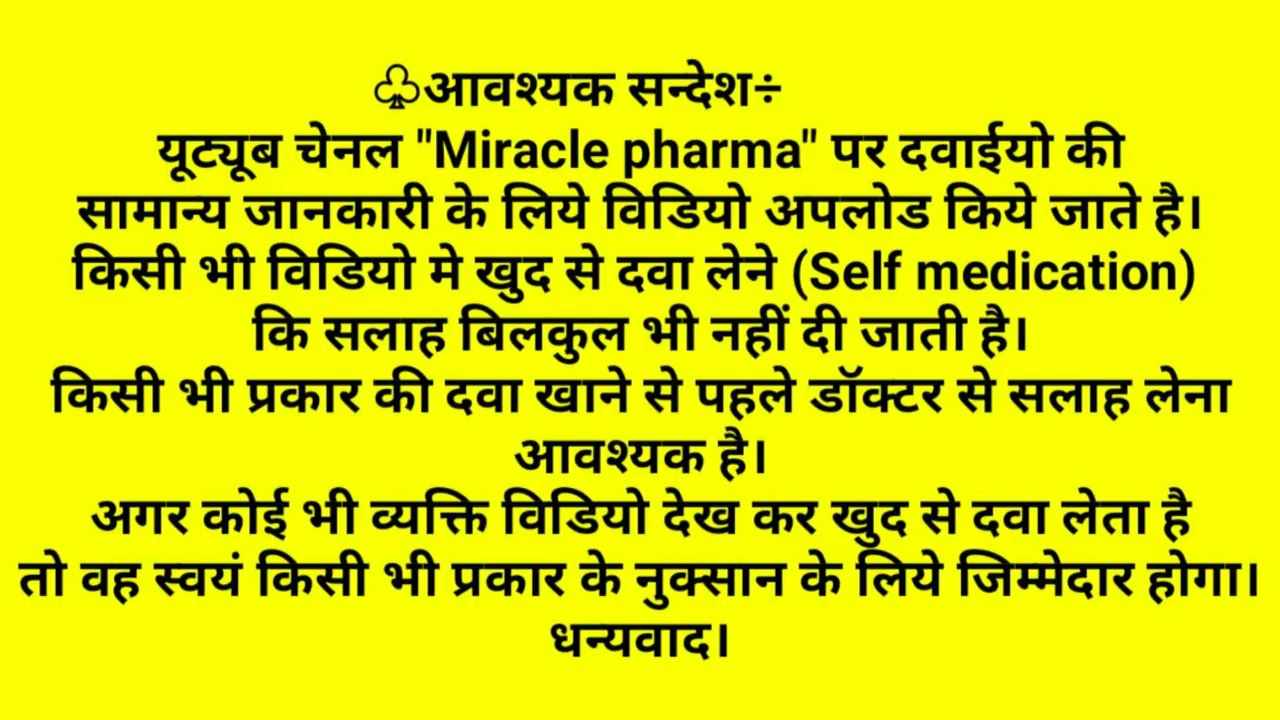 ♧आवश्यक सन्देश÷
यूट्यूब चेनल "Miracle pharma" पर दवाईयो की
सामान्य जानकारी के लिये विडियो अपलोड किये जाते है।
किसी भी विडियो मे खुद से दवा लेने (Self medication)
कि सलाह बिलकुल भी नहीं दी जाती है।
किसी भी प्रकार की दवा खाने से पहले डॉक्टर से सलाह लेना
आवश्यक है।
अगर कोई भी व्यक्ति विडियो देख कर खुद से दवा लेता है
तो वह स्वयं किसी भी प्रकार के नुक्सान के लिये जिम्मेदार होगा।
धन्यवाद।